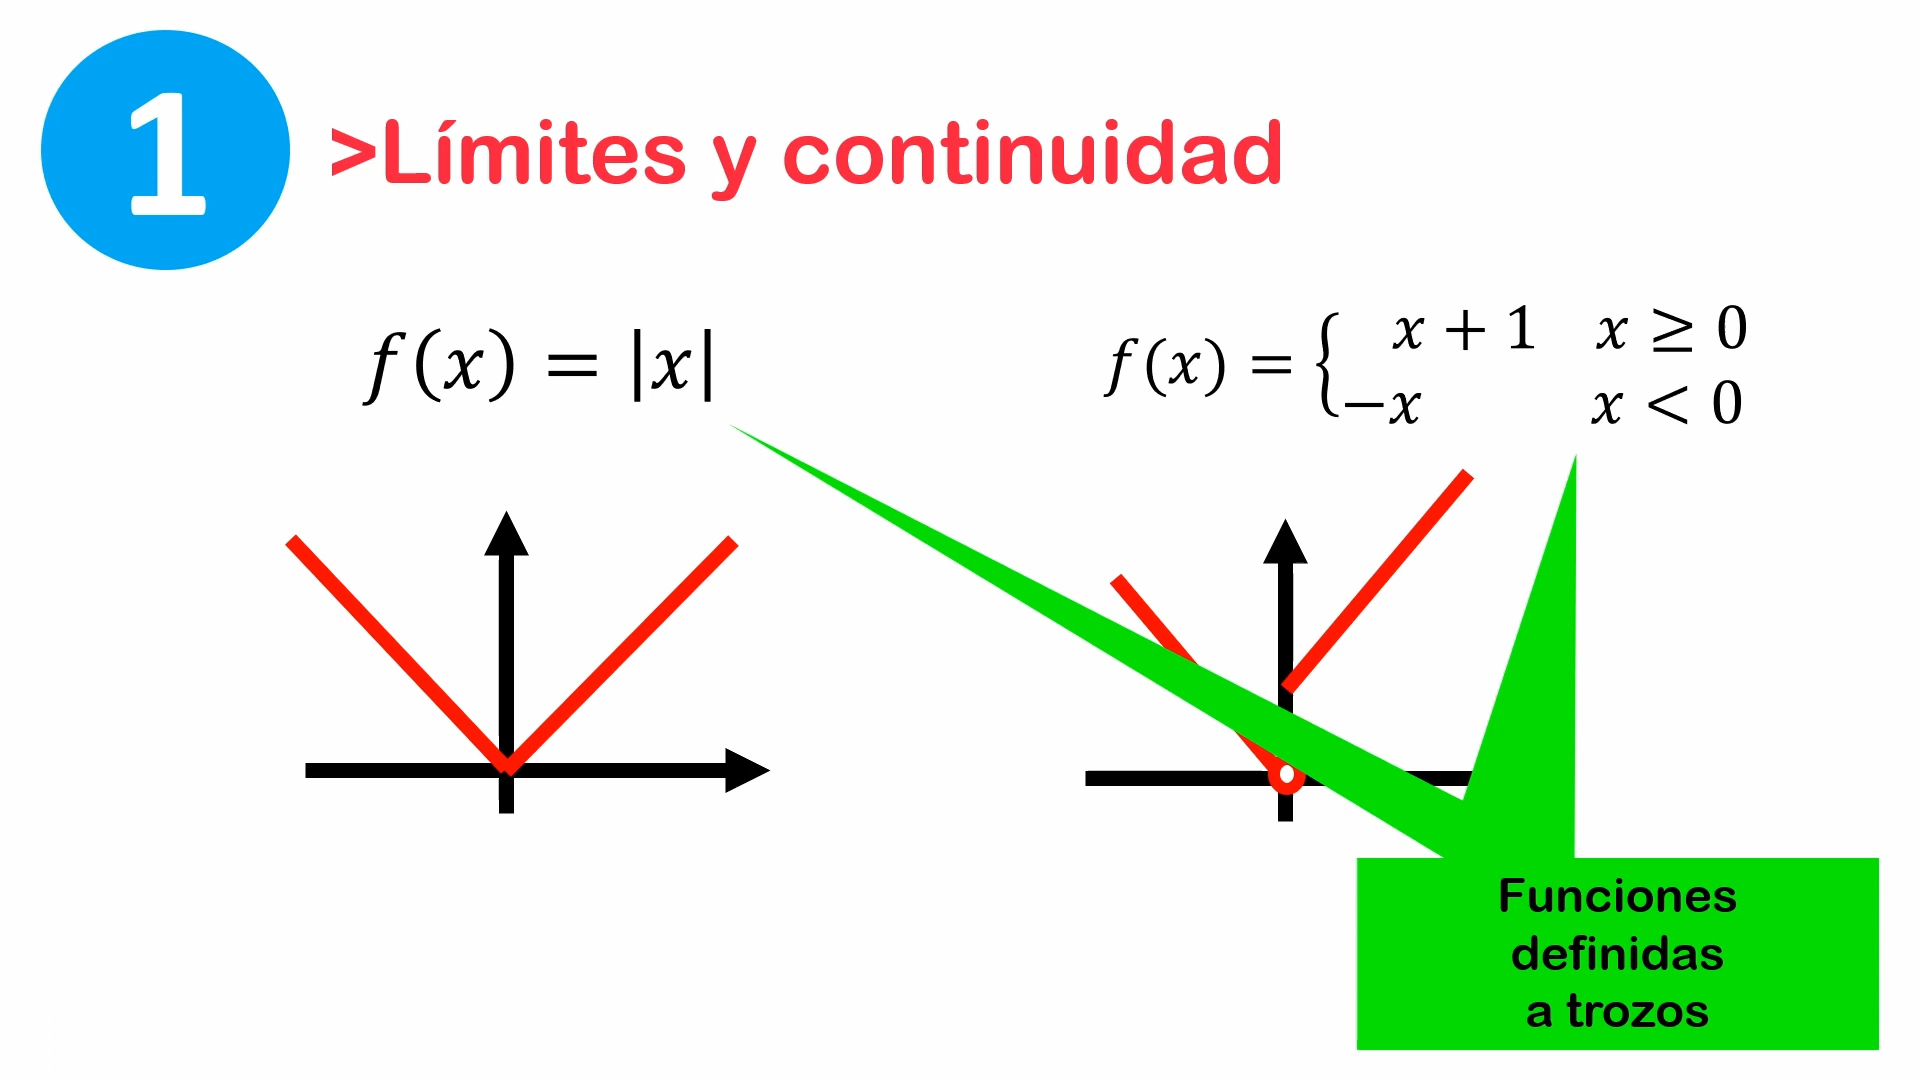 1
>Límites y continuidad
f(x) = |x|
f(x) = { x + 1 x ≥ 0
−x x < 0
Funciones
definidas
a trozos